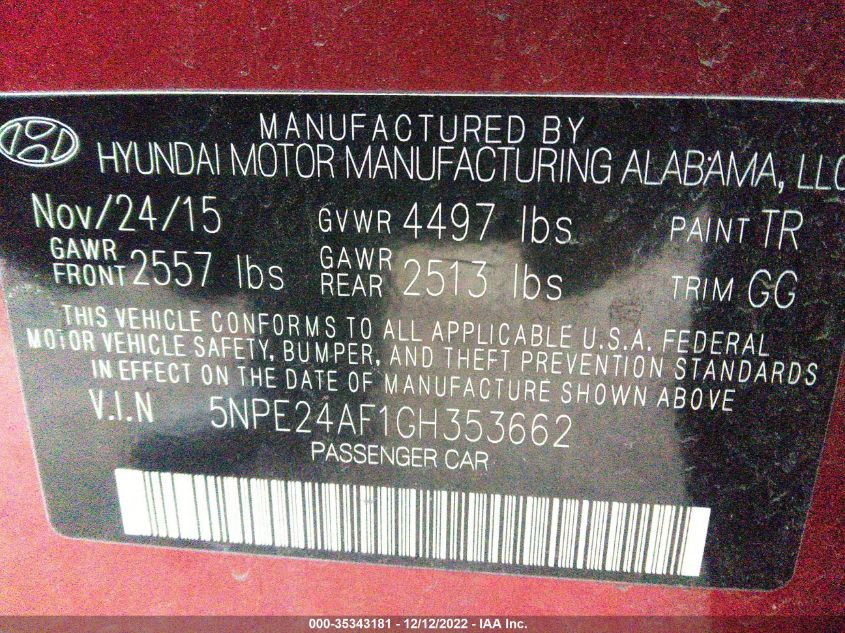 MANUFACTURED BY
HYUNDAI MOTOR MANUFACTURING ALABAMA, LLC
Nov/24/15 GVWR 4497 lbs PAINT TR
GAWR FRONT 2557 lbs GAWR REAR 2513 lbs TRIM GG
THIS VEHICLE CONFORMS TO ALL APPLICABLE U.S.A. FEDERAL
MOTOR VEHICLE SAFETY, BUMPER, AND THEFT PREVENTION STANDARDS
IN EFFECT ON THE DATE OF MANUFACTURE SHOWN ABOVE
V.I.N 5NPE24AF1GH353662
PASSENGER CAR
000-35343181 - 12/12/2022 - IAA Inc.